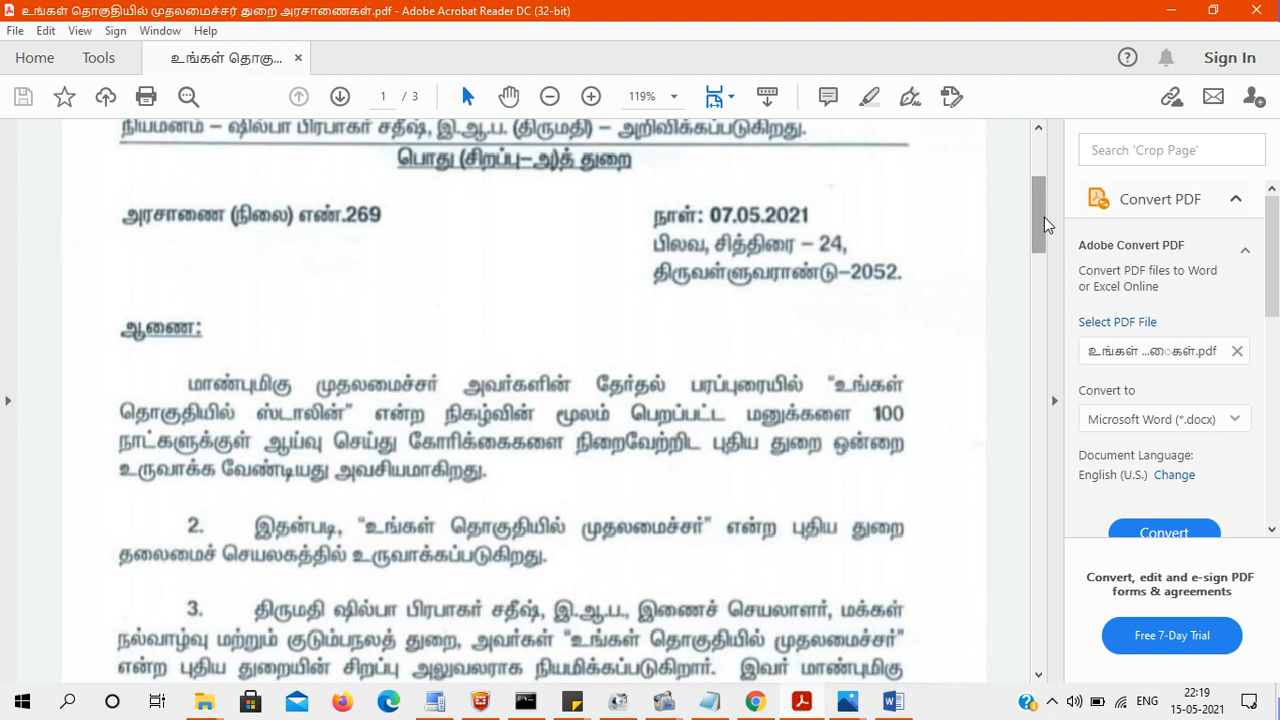 உங்கள் தொகுதியில் முதலமைச்சர் துறை அரசாணைகள்.pdf - Adobe Acrobat Reader DC (32-bit)
File Edit View Sign Window Help
Home Tools உங்கள் தொகு... × Sign In
1 / 3 119%
நியமனம் – ஷில்பா பிரபாகர் சதீஷ், இ.ஆ.ப. (திருமதி) – அறிவிக்கப்படுகிறது.
பொது (சிறப்பு–அ)த் துறை
அரசாணை (நிலை) எண்.269 நாள்: 07.05.2021
பிலவ, சித்திரை – 24,
திருவள்ளுவராண்டு–2052.
ஆணை:
மாண்புமிகு முதலமைச்சர் அவர்களின் தேர்தல் பரப்புரையில் "உங்கள்
தொகுதியில் ஸ்டாலின்" என்ற நிகழ்வின் மூலம் பெறப்பட்ட மனுக்களை 100
நாட்களுக்குள் ஆய்வு செய்து கோரிக்கைகளை நிறைவேற்றிட புதிய துறை ஒன்றை
உருவாக்க வேண்டியது அவசியமாகிறது.
2. இதன்படி, "உங்கள் தொகுதியில் முதலமைச்சர்" என்ற புதிய துறை
தலைமைச் செயலகத்தில் உருவாக்கப்படுகிறது.
3. திருமதி ஷில்பா பிரபாகர் சதீஷ், இ.ஆ.ப., இணைச் செயலாளர், மக்கள்
நல்வாழ்வு மற்றும் குடும்பநலத் துறை, அவர்கள் "உங்கள் தொகுதியில் முதலமைச்சர்"
என்ற புதிய துறையின் சிறப்பு அலுவலராக நியமிக்கப்படுகிறார். இவர் மாண்புமிகு
Search 'Crop Page'
Convert PDF
Adobe Convert PDF
Convert PDF files to Word
or Excel Online
Select PDF File
உங்கள் ...ைகள்.pdf ×
Convert to
Microsoft Word (*.docx)
Document Language:
English (U.S.) Change
Convert
Convert, edit and e-sign PDF
forms & agreements
Free 7-Day Trial
ENG 22:19
15-05-2021